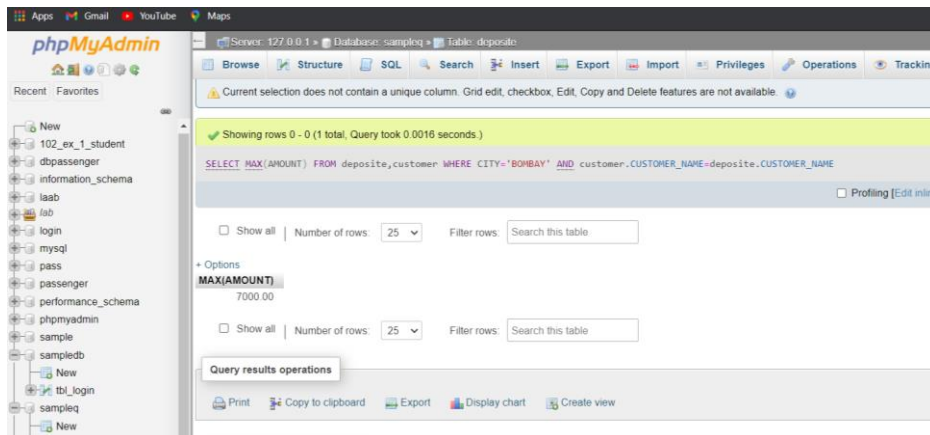 Apps Gmail YouTube Maps
phpMyAdmin
Recent Favorites
New
102_ex_1_student
dbpassenger
information_schema
laab
lab
login
mysql
pass
passenger
performance_schema
phpmyadmin
sample
sampledb
New
tbl_login
sampleq
New
Server: 127.0.0.1 » Database: sampleq » Table: deposite
Browse Structure SQL Search Insert Export Import Privileges Operations Trackin
Current selection does not contain a unique column. Grid edit, checkbox, Edit, Copy and Delete features are not available.
Showing rows 0 - 0 (1 total, Query took 0.0016 seconds.)
SELECT MAX(AMOUNT) FROM deposite,customer WHERE CITY='BOMBAY' AND customer.CUSTOMER_NAME=deposite.CUSTOMER_NAME
Profiling [Edit inli
Show all | Number of rows: 25 Filter rows: Search this table
+ Options
MAX(AMOUNT)
7000.00
Show all | Number of rows: 25 Filter rows: Search this table
Query results operations
Print Copy to clipboard Export Display chart Create view